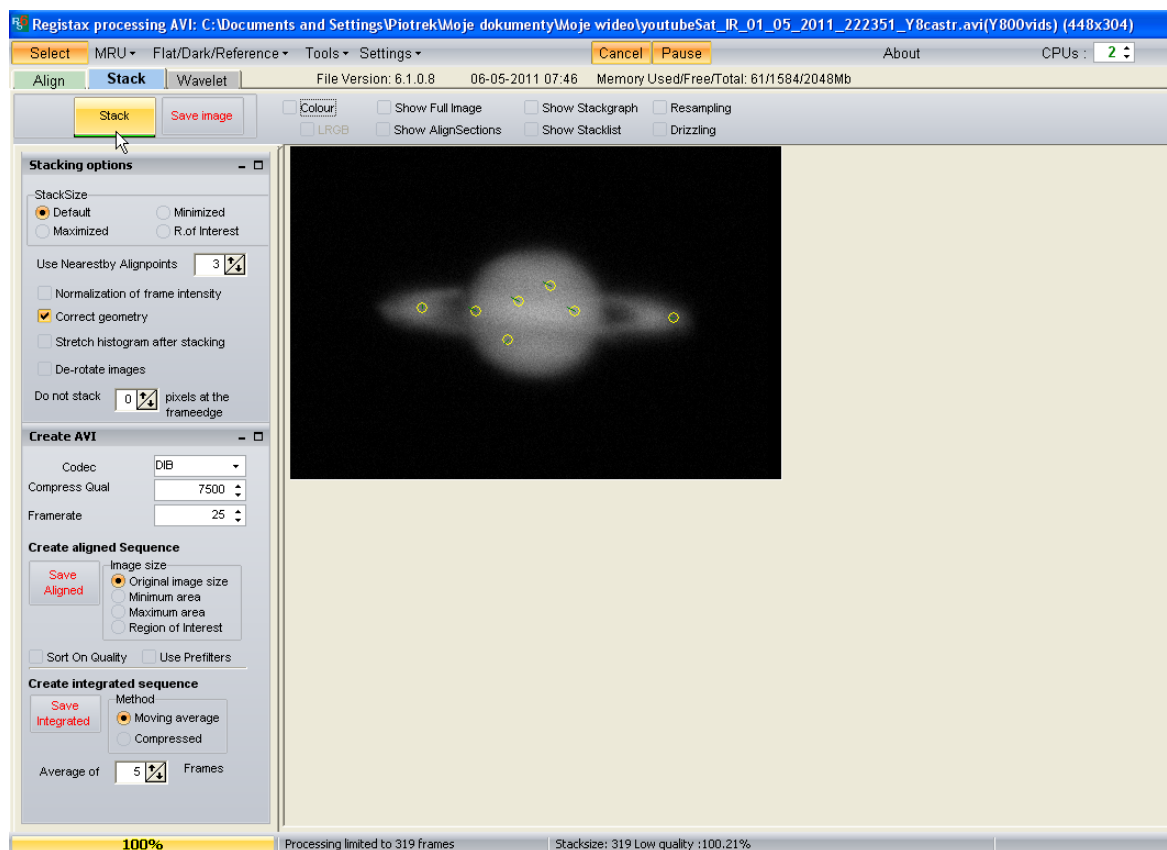 Registax processing AVI: C:\Documents and Settings\Piotrek\Moje dokumenty\Moje wideo\youtubeSat_IR_01_05_2011_222351_Y8castr.avi(Y800vids) (448x304)
Select MRU Flat/Dark/Reference Tools Settings Cancel Pause About CPUs : 2
Align Stack Wavelet File Version: 6.1.0.8 06-05-2011 07:46 Memory Used/Free/Total: 61/1584/2048Mb
Stack Save image
Colour Show Full Image Show Stackgraph Resampling
LRGB Show AlignSections Show Stacklist Drizzling
Stacking options
StackSize
Default Minimized
Maximized R.of Interest
Use Nearestby Alignpoints 3
Normalization of frame intensity
Correct geometry
Stretch histogram after stacking
De-rotate images
Do not stack 0 pixels at the
frameedge
Create AVI
Codec DIB
Compress Qual 7500
Framerate 25
Create aligned Sequence
Save
Aligned
Image size
Original image size
Minimum area
Maximum area
Region of Interest
Sort On Quality Use Prefilters
Create integrated sequence
Save
Integrated
Method
Moving average
Compressed
Average of 5 Frames
100% Processing limited to 319 frames Stacksize: 319 Low quality :100.21%